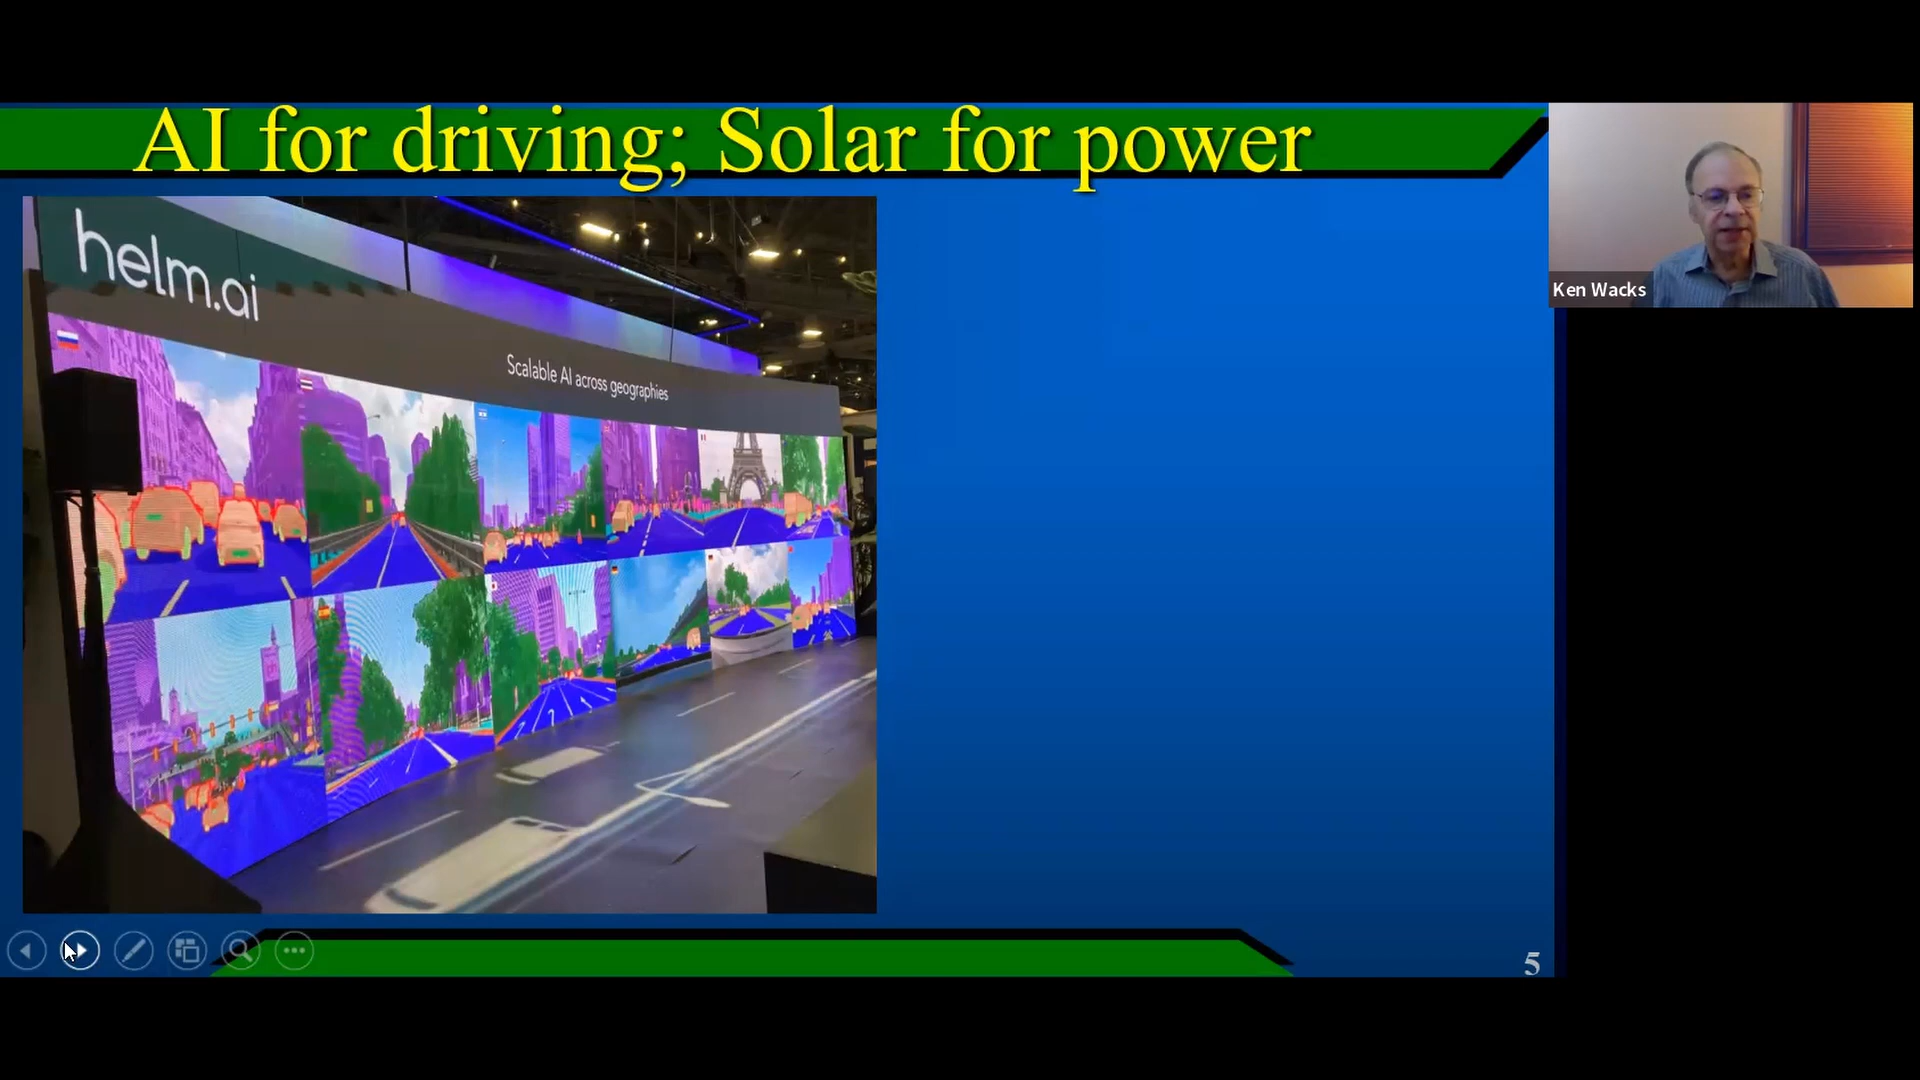 AI for driving; Solar for power
helm.ai
Scalable AI across geographies
Ken Wacks
5